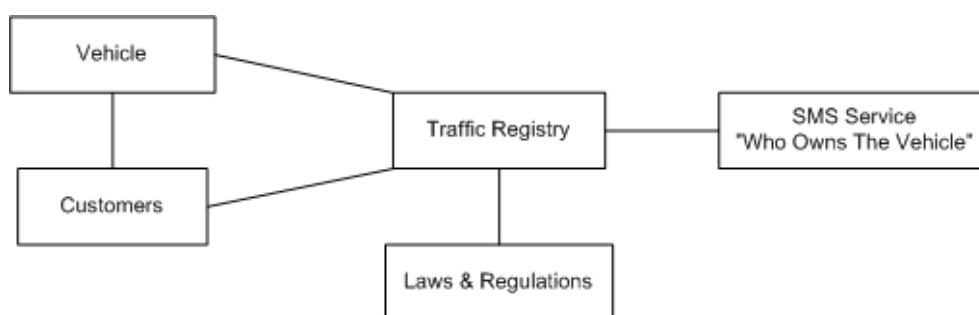 Vehicle
Customers
Traffic Registry
Laws & Regulations
SMS Service
"Who Owns The Vehicle"